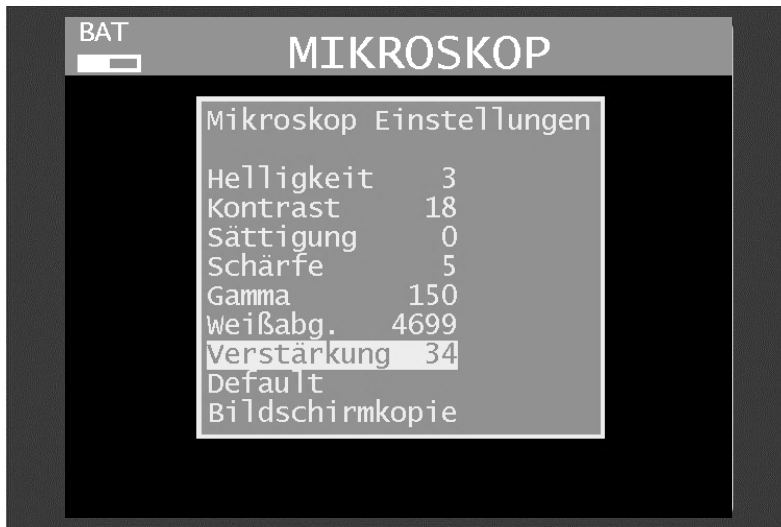 BAT
MIKROSKOP
Mikroskop Einstellungen
Helligkeit 3
Kontrast 18
Sättigung 0
Schärfe 5
Gamma 150
Weißabg. 4699
Verstärkung 34
Default
Bildschirmkopie